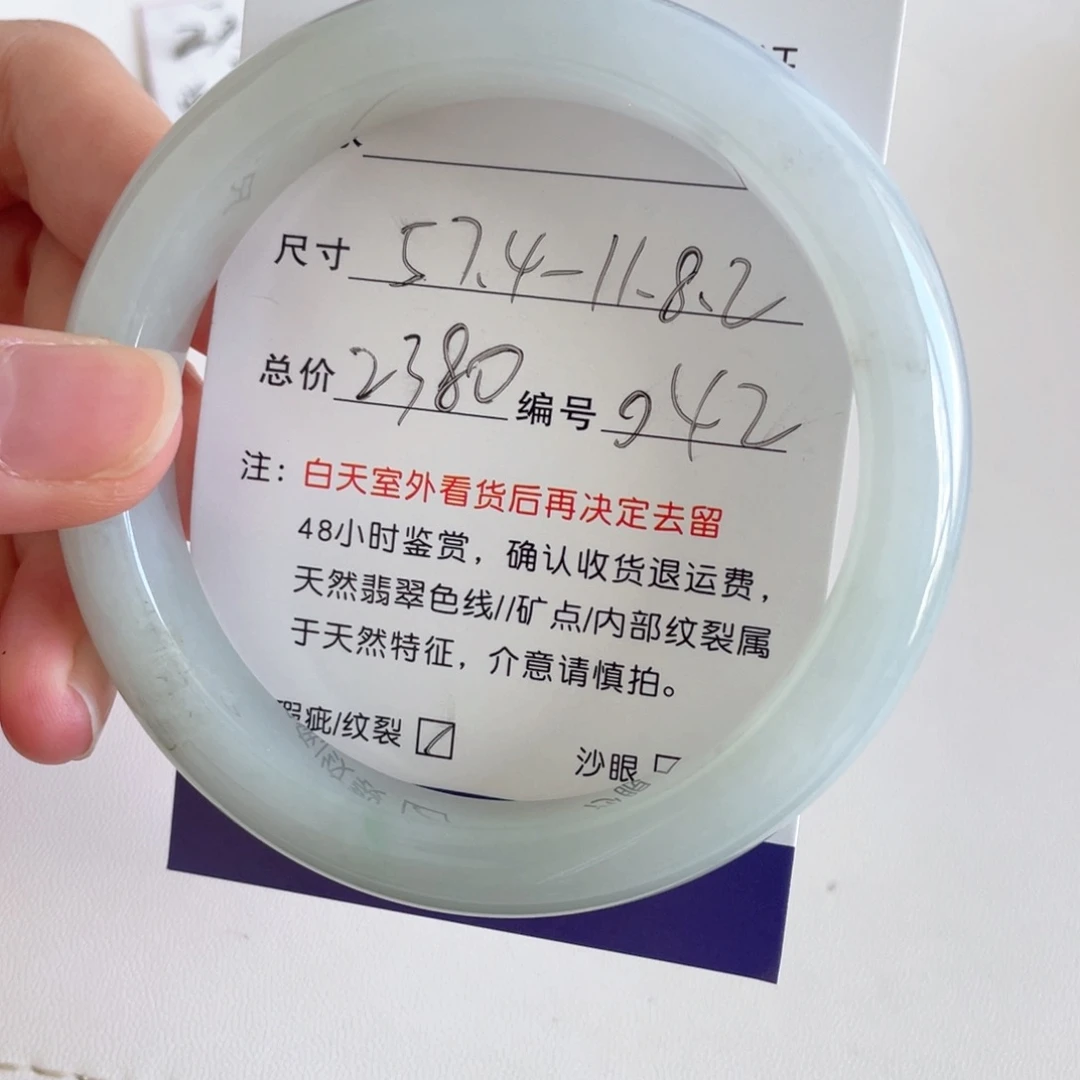 尺寸 57.4-11.8.2
总价 2380 编号 942
注：白天室外看货后再决定去留
48小时鉴赏，确认收货退运费，
天然翡翠色线//矿点/内部纹裂属
于天然特征，介意请慎拍。
瑕疵/纹裂 沙眼